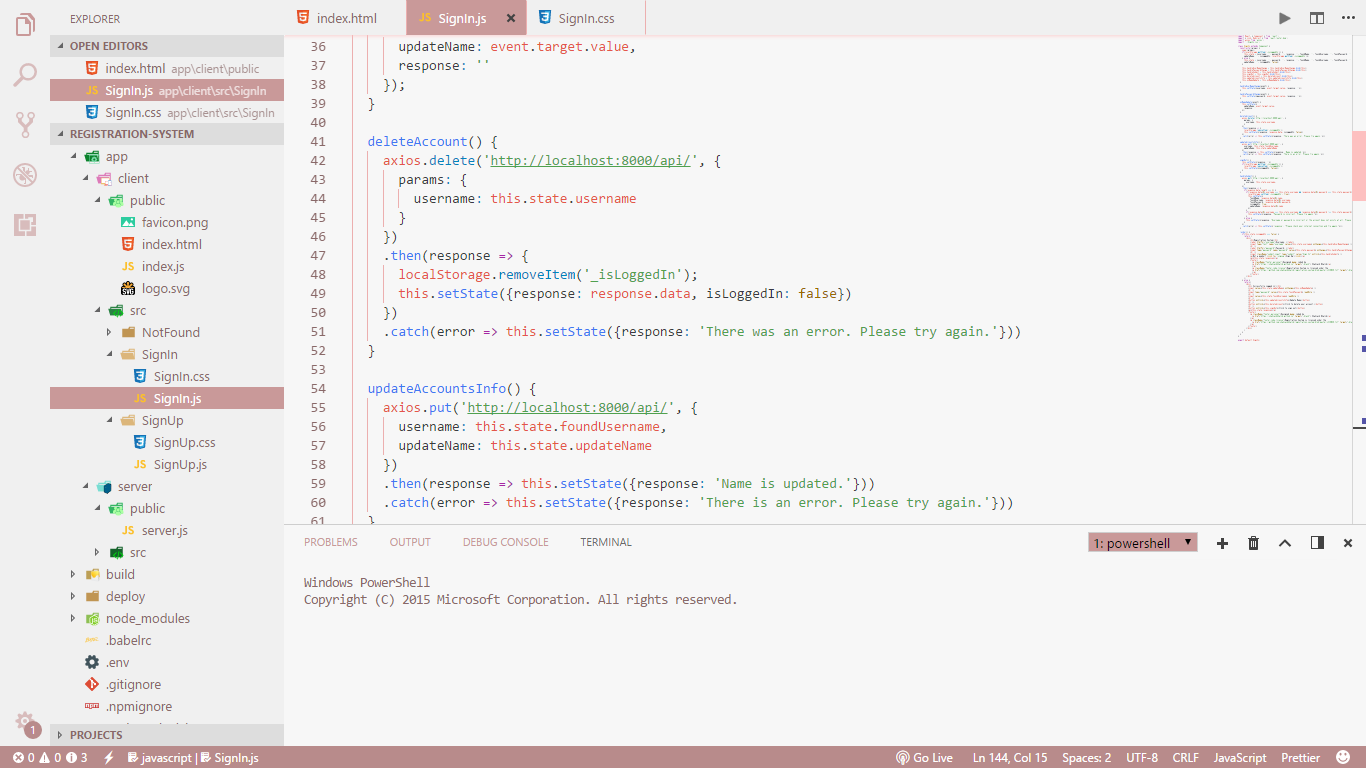 EXPLORER
OPEN EDITORS
index.html app\client\public
JS SignIn.js app\client\src\SignIn
SignIn.css app\client\src\SignIn
REGISTRATION-SYSTEM
app
client
public
favicon.png
index.html
JS index.js
logo.svg
src
NotFound
SignIn
SignIn.css
JS SignIn.js
SignUp
SignUp.css
JS SignUp.js
server
public
JS server.js
src
build
deploy
node_modules
.babelrc
.env
.gitignore
.npmignore
PROJECTS
1
index.html
JS SignIn.js
SignIn.css
36 updateName: event.target.value,
37 response: ''
38 });
39 }
40
41 deleteAccount() {
42 axios.delete('http://localhost:8000/api/', {
43 params: {
44 username: this.state.username
45 }
46 })
47 .then(response => {
48 localStorage.removeItem('_isLoggedIn');
49 this.setState({response: response.data, isLoggedIn: false})
50 })
51 .catch(error => this.setState({response: 'There was an error. Please try again.'}))
52 }
53
54 updateAccountsInfo() {
55 axios.put('http://localhost:8000/api/', {
56 username: this.state.foundUsername,
57 updateName: this.state.updateName
58 })
59 .then(response => this.setState({response: 'Name is updated.'}))
60 .catch(error => this.setState({response: 'There is an error. Please try again.'}))
61 }
PROBLEMS OUTPUT DEBUG CONSOLE TERMINAL 1: powershell
Windows PowerShell
Copyright (C) 2015 Microsoft Corporation. All rights reserved.
0 0 3 javascript | SignIn.js Go Live Ln 144, Col 15 Spaces: 2 UTF-8 CRLF JavaScript Prettier